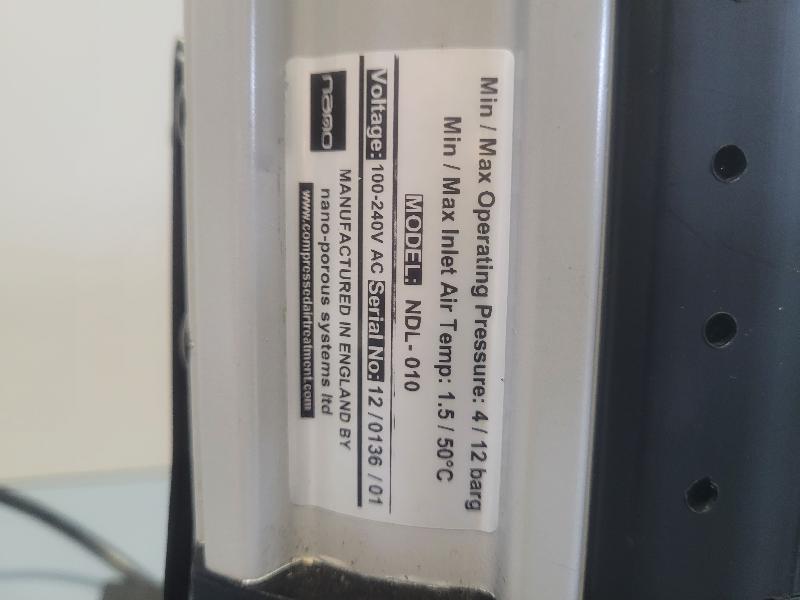 Min / Max Operating Pressure: 4 / 12 barg
Min / Max Inlet Air Temp: 1.5 / 50°C
MODEL: NDL- 010
Voltage: 100-240V AC Serial No: 12 / 0136 / 01
nano
MANUFACTURED IN ENGLAND BY
nano-porous systems ltd
www.compressedairtreatment.com